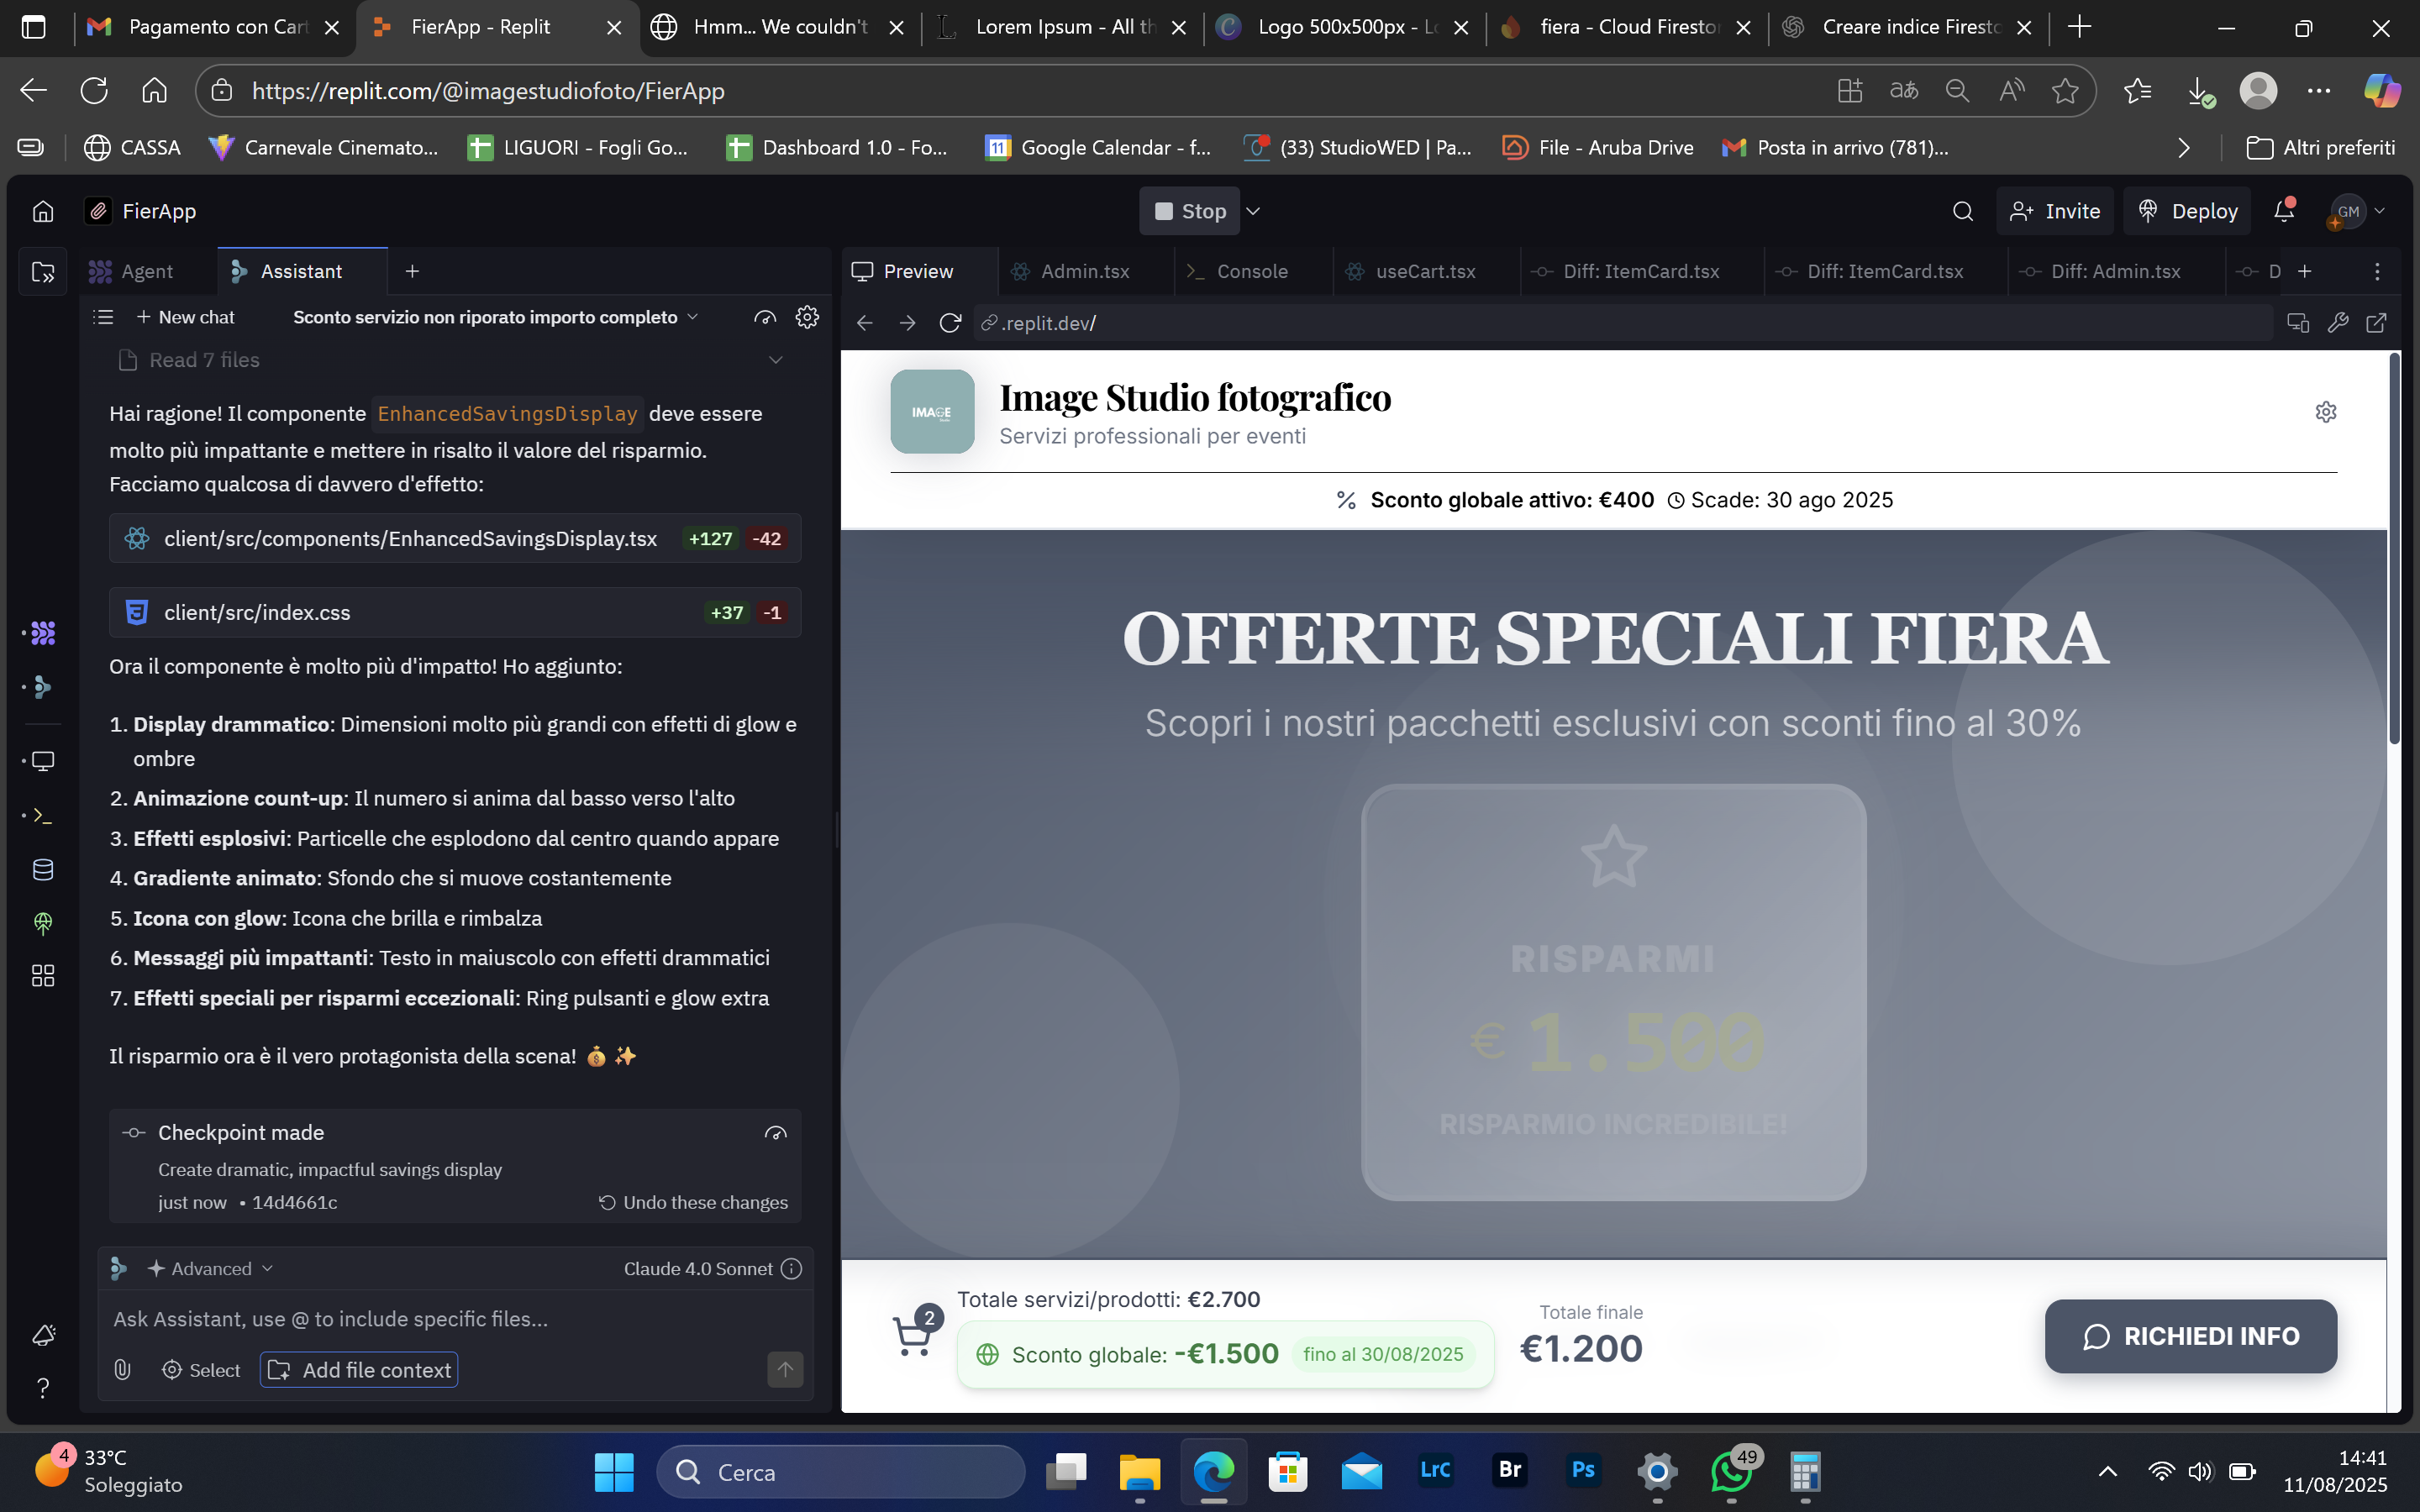 Pagamento con Cart
FierApp - Replit
Hmm... We couldn't
Lorem Ipsum - All th
Logo 500x500px - Lo
fiera - Cloud Firestor
Creare indice Firesto
https://replit.com/@imagestudiofoto/FierApp
CASSA
Carnevale Cinemato...
LIGUORI - Fogli Go...
Dashboard 1.0 - Fo...
Google Calendar - f...
(33) StudioWED | Pa...
File - Aruba Drive
Posta in arrivo (781)...
Altri preferiti
FierApp
Stop
Invite
Deploy
GM
Agent
Assistant
Preview
Admin.tsx
Console
useCart.tsx
Diff: ItemCard.tsx
Diff: ItemCard.tsx
Diff: Admin.tsx
D
New chat
Sconto servizio non riporato importo completo
.replit.dev/
Read 7 files
Hai ragione! Il componente EnhancedSavingsDisplay deve essere
molto più impattante e mettere in risalto il valore del risparmio.
Facciamo qualcosa di davvero d'effetto:
client/src/components/EnhancedSavingsDisplay.tsx +127 -42
client/src/index.css +37 -1
Ora il componente è molto più d'impatto! Ho aggiunto:
1. Display drammatico: Dimensioni molto più grandi con effetti di glow e
ombre
2. Animazione count-up: Il numero si anima dal basso verso l'alto
3. Effetti esplosivi: Particelle che esplodono dal centro quando appare
4. Gradiente animato: Sfondo che si muove costantemente
5. Icona con glow: Icona che brilla e rimbalza
6. Messaggi più impattanti: Testo in maiuscolo con effetti drammatici
7. Effetti speciali per risparmi eccezionali: Ring pulsanti e glow extra
Il risparmio ora è il vero protagonista della scena! 💰 ✨
Checkpoint made
Create dramatic, impactful savings display
just now • 14d4661c
Undo these changes
Advanced
Claude 4.0 Sonnet
Ask Assistant, use @ to include specific files...
Select
Add file context
IMAGE
Image Studio fotografico
Servizi professionali per eventi
Sconto globale attivo: €400 Scade: 30 ago 2025
OFFERTE SPECIALI FIERA
Scopri i nostri pacchetti esclusivi con sconti fino al 30%
RISPARMI
€ 1.500
RISPARMIO INCREDIBILE!
2
Totale servizi/prodotti: €2.700
Sconto globale: -€1.500 fino al 30/08/2025
Totale finale
€1.200
RICHIEDI INFO
4
33°C
Soleggiato
Cerca
LrC
Br
Ps
49
14:41
11/08/2025